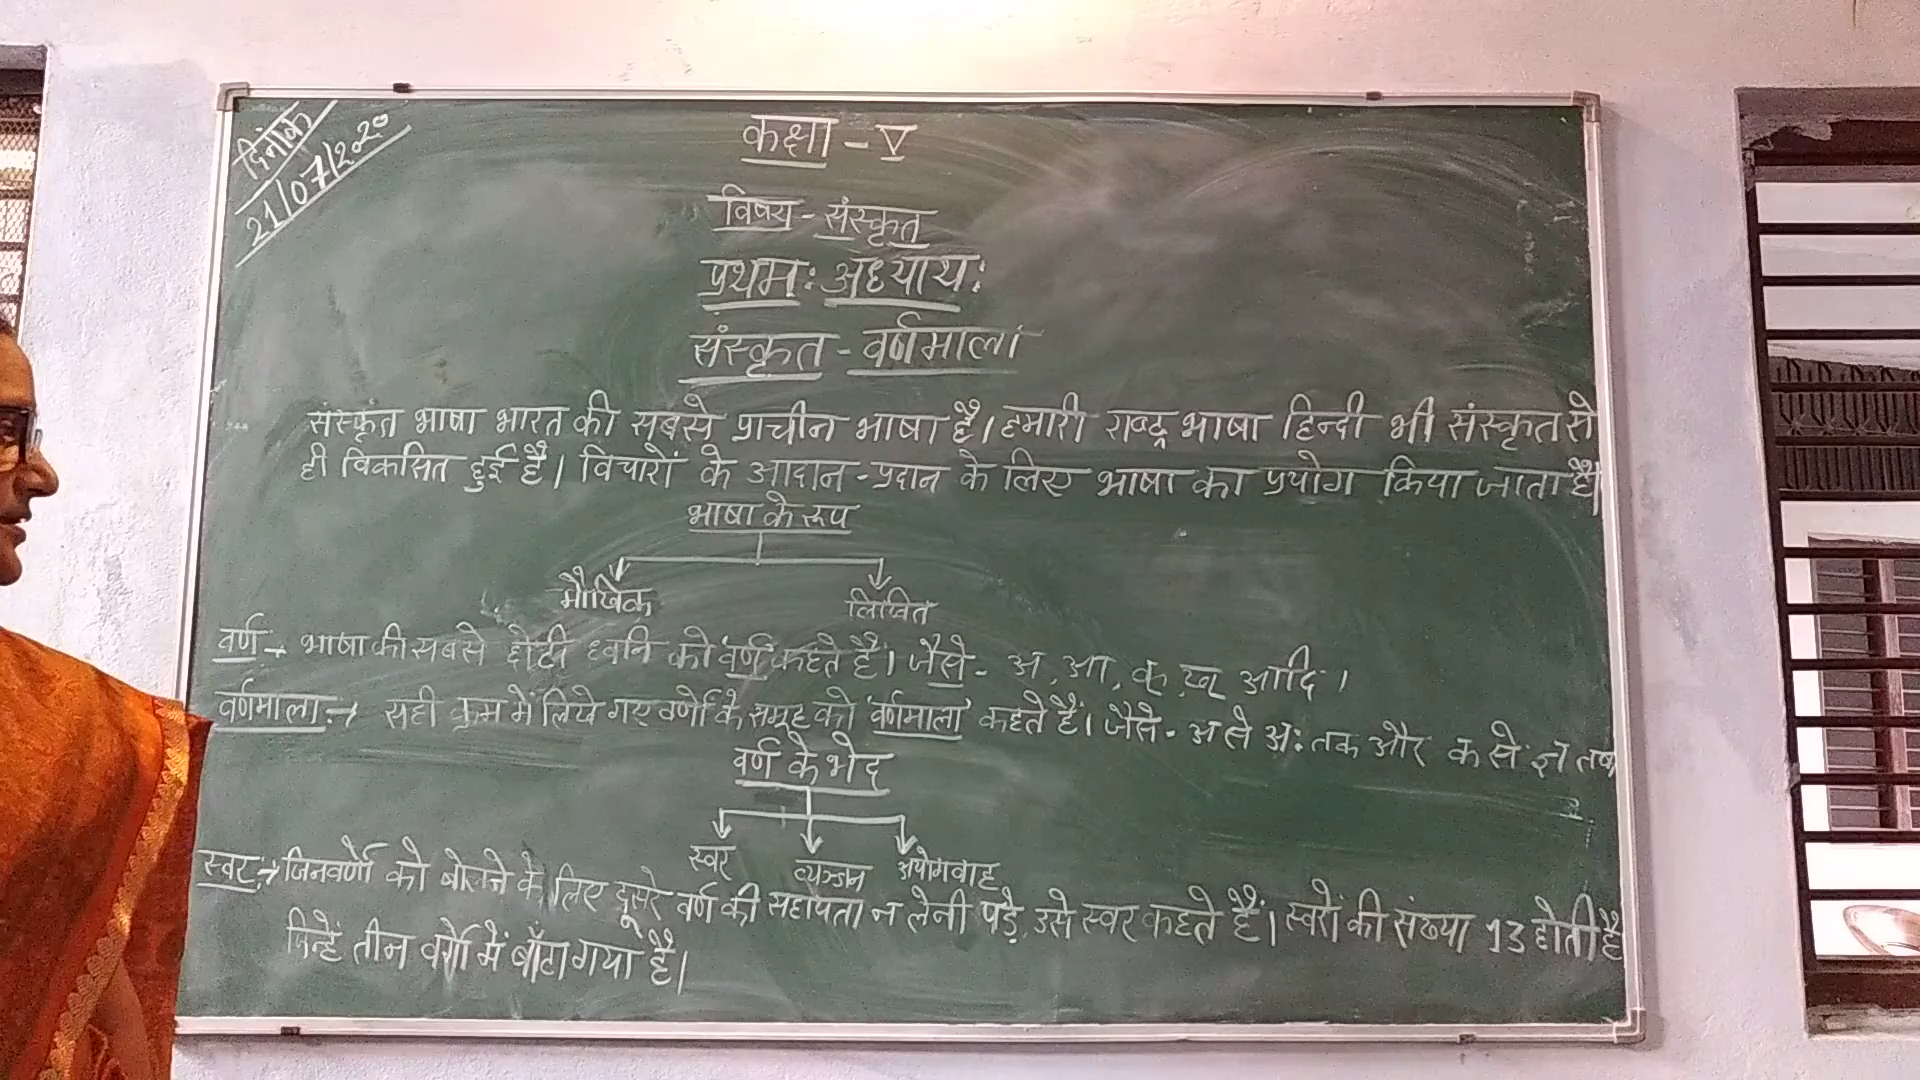 दिनांक
21/07/2020
कक्षा - V
विषय - संस्कृत
प्रथम: अध्याय:
संस्कृत - वर्णमाला
संस्कृत भाषा भारत की सबसे प्राचीन भाषा है। हमारी राष्ट्र भाषा हिन्दी भी संस्कृत से
ही विकसित हुई है। विचारों के आदान-प्रदान के लिए भाषा का प्रयोग किया जाता है।
भाषा के रूप
मौखिक लिखित
वर्ण → भाषा की सबसे छोटी ध्वनि को 'वर्ण' कहते हैं। जैसे - अ, आ, क्, ख् आदि।
वर्णमाला:→ सही क्रम में लिखे गए वर्णों के समूह को 'वर्णमाला' कहते हैं। जैसे - अ से अ: तक और क से ज्ञ तक
वर्ण के भेद
स्वर व्यञ्जन अयोगवाह
स्वर:→ जिन वर्णों को बोलने के लिए दूसरे वर्ण की सहायता न लेनी पड़े, उसे स्वर कहते हैं। स्वरों की संख्या 13 होती है
जिन्हें तीन वर्गों में बाँटा गया है।